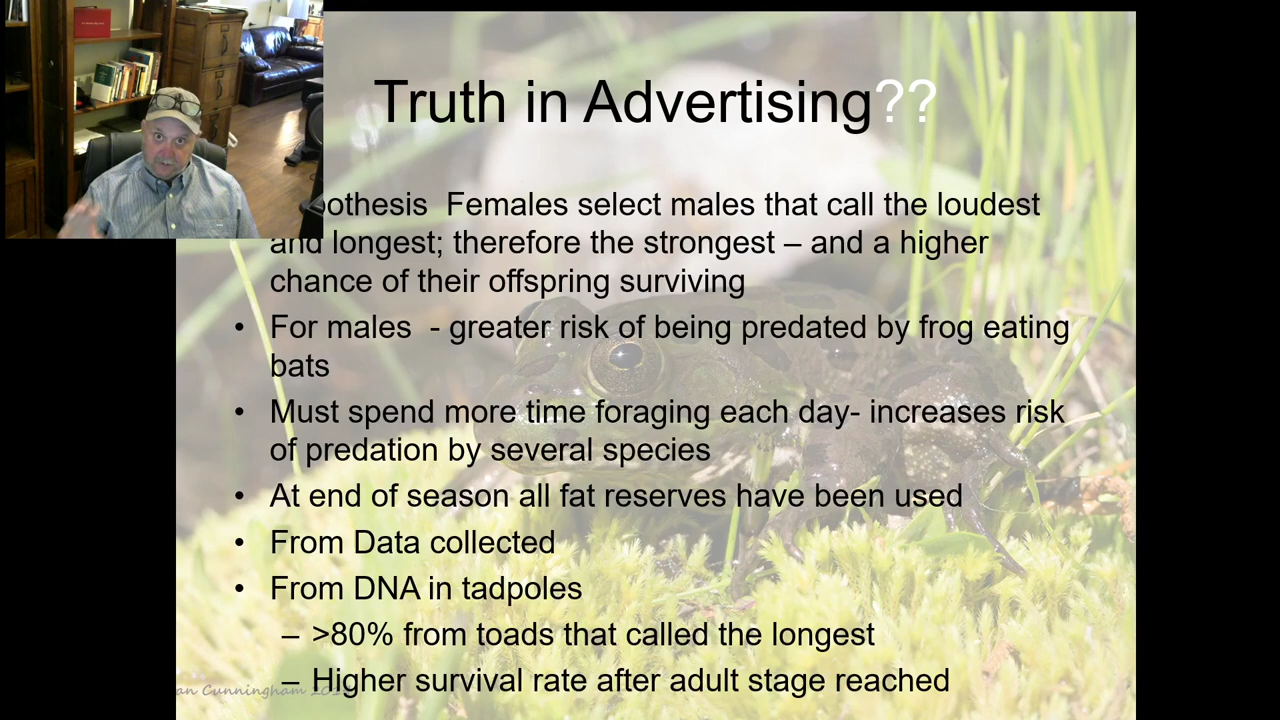 Truth in Advertising??
othesis  Females select males that call the loudest
and longest; therefore the strongest – and a higher
chance of their offspring surviving
• For males  - greater risk of being predated by frog eating
bats
• Must spend more time foraging each day- increases risk
of predation by several species
• At end of season all fat reserves have been used
• From Data collected
• From DNA in tadpoles
– >80% from toads that called the longest
– Higher survival rate after adult stage reached
an Cunningham